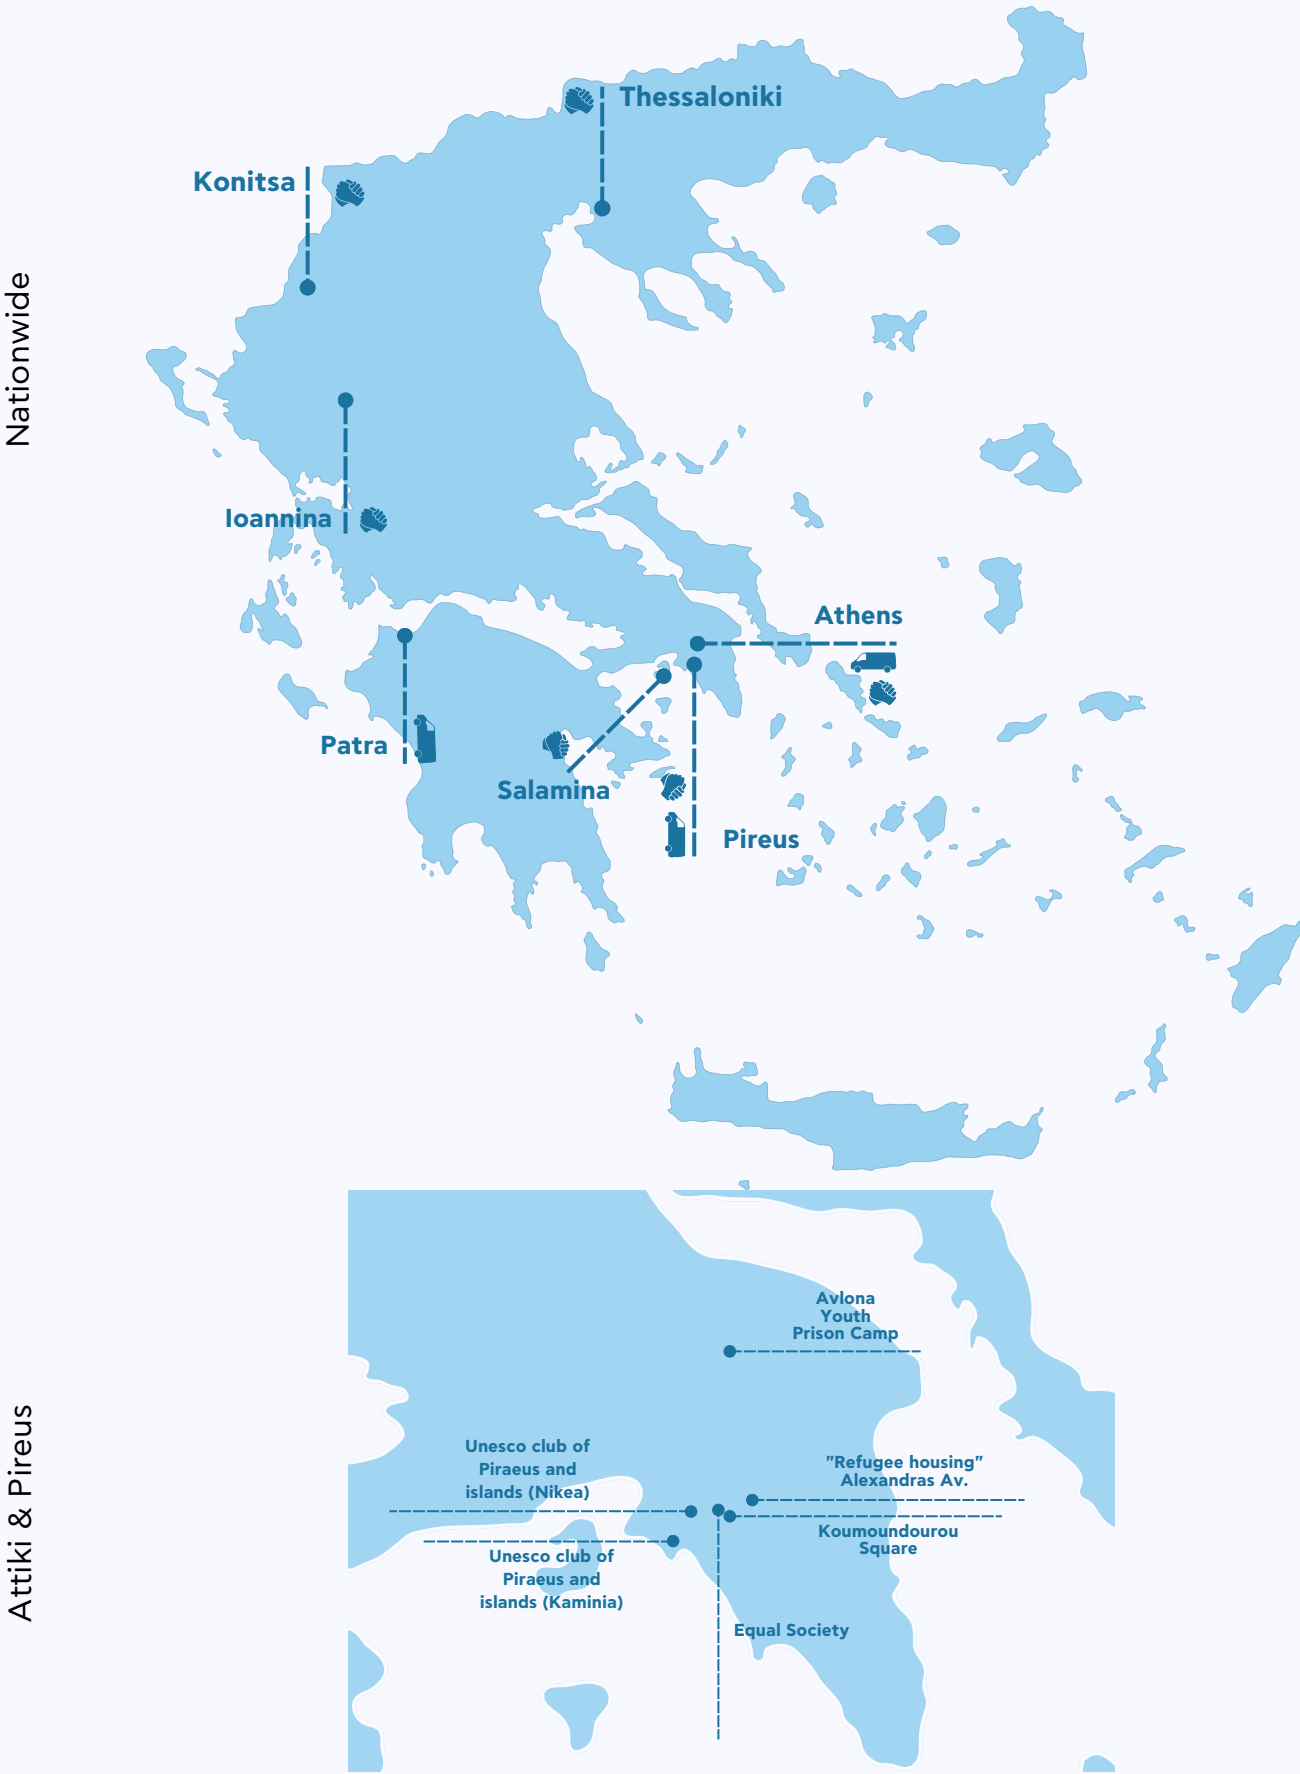 Nationwide
Thessaloniki
Konitsa
Ioannina
Athens
Patra
Salamina
Pireus
Attiki & Pireus
Avlona
Youth
Prison Camp
Unesco club of
Piraeus and
islands (Nikea)
"Refugee housing"
Alexandras Av.
Koumoundourou
Square
Unesco club of
Piraeus and
islands (Kaminia)
Equal Society